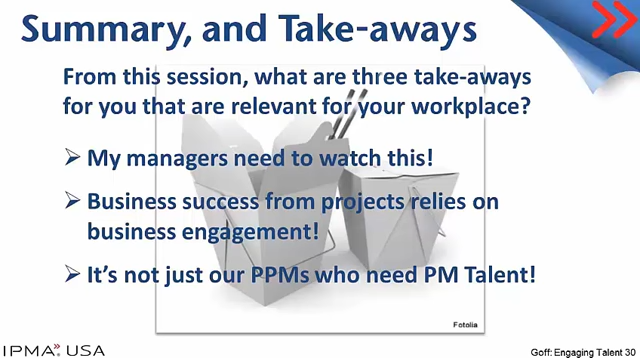 Summary, and Take-aways
From this session, what are three take-aways
for you that are relevant for your workplace?
➢ My managers need to watch this!
➢ Business success from projects relies on
business engagement!
➢ It's not just our PPMs who need PM Talent!
Fotolia
IPMA USA
Goff: Engaging Talent 30